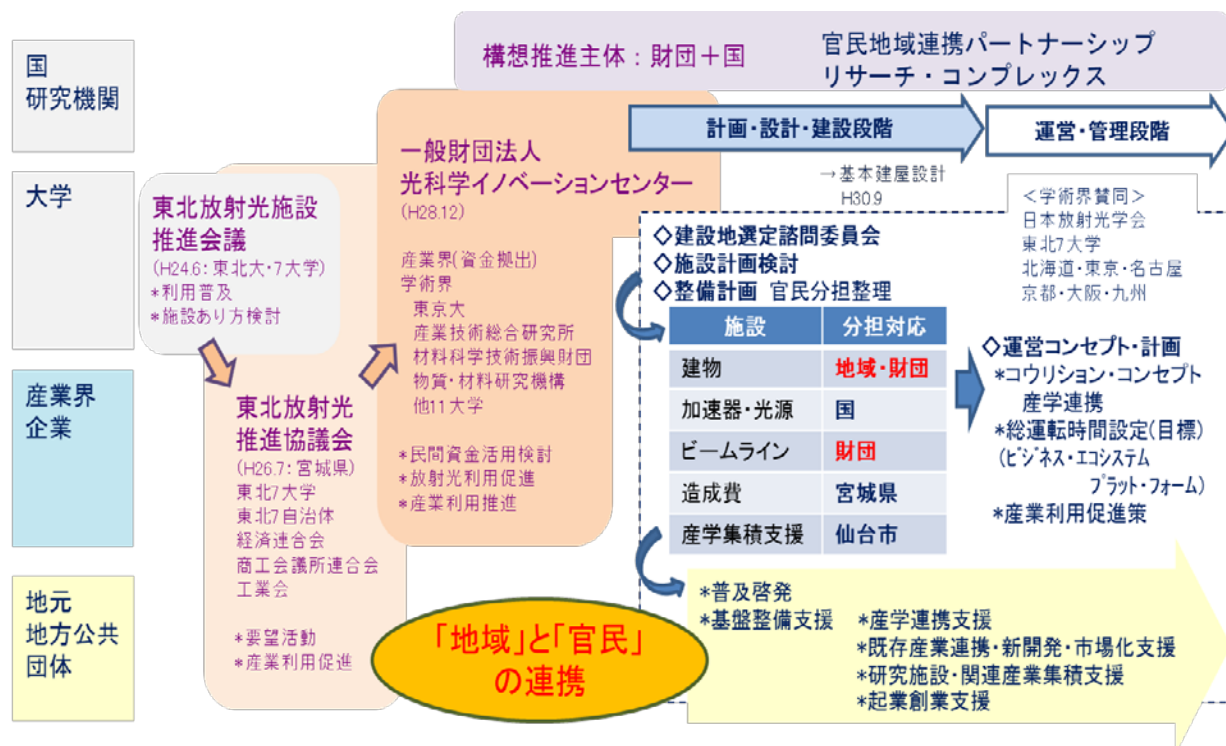 構想推進主体：財団＋国
官民地域連携パートナーシップ
リサーチ・コンプレックス
国
研究機関
大学
産業界
企業
地元
地方公共
団体
東北放射光施設
推進会議
(H24.6：東北大・7大学)
*利用普及
*施設あり方検討
東北放射光
推進協議会
(H26.7：宮城県)
東北7大学
東北7自治体
経済連合会
商工会議所連合会
工業会
*要望活動
*産業利用促進
一般財団法人
光科学イノベーションセンター
(H28.12)
産業界(資金拠出)
学術界
東京大
産業技術総合研究所
材料科学技術振興財団
物質・材料研究機構
他11大学
*民間資金活用検討
*放射光利用促進
*産業利用推進
計画・設計・建設段階
運営・管理段階
→基本建屋設計
H30.9
＜学術界賛同＞
日本放射光学会
東北7大学
北海道・東京・名古屋
京都・大阪・九州
◇建設地選定諮問委員会
◇施設計画検討
◇整備計画 官民分担整理
施設 分担対応
建物 地域・財団
加速器・光源 国
ビームライン 財団
造成費 宮城県
産学集積支援 仙台市
◇運営コンセプト・計画
*コウリション・コンセプト
産学連携
*総運転時間設定(目標)
(ビジネス・エコシステム
プラット・フォーム)
*産業利用促進策
*普及啓発
*基盤整備支援
*産学連携支援
*既存産業連携・新開発・市場化支援
*研究施設・関連産業集積支援
*起業創業支援
「地域」と「官民」
の連携